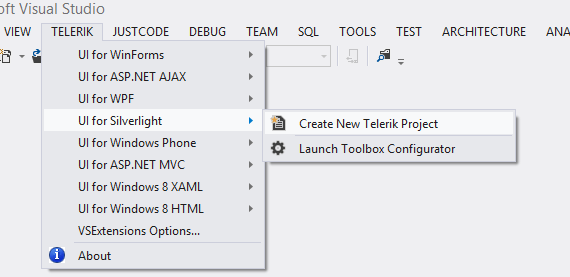 oft Visual Studio
VIEW TELERIK JUSTCODE DEBUG TEAM SQL TOOLS TEST ARCHITECTURE ANA
UI for WinForms
UI for ASP.NET AJAX
UI for WPF
UI for Silverlight
Create New Telerik Project
UI for Windows Phone
Launch Toolbox Configurator
UI for ASP.NET MVC
UI for Windows 8 XAML
UI for Windows 8 HTML
VSExtensions Options...
About